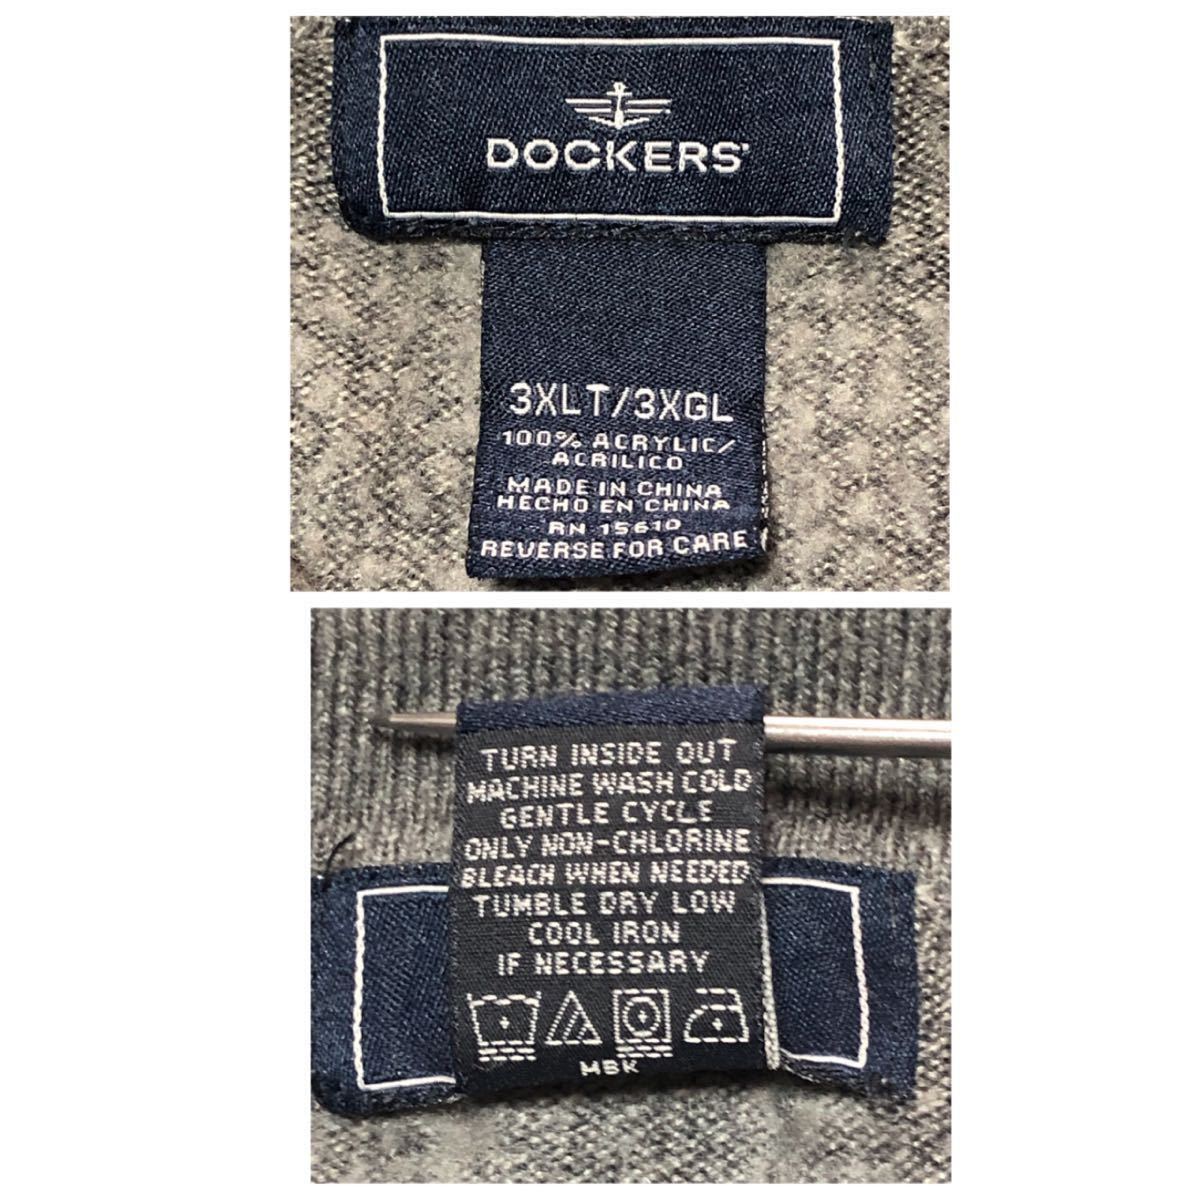 DOCKERS'
3XLT/3XGL
100% ACRYLIC/
ACRILICO
MADE IN CHINA
HECHO EN CHINA
RN 15610
REVERSE FOR CARE
TURN INSIDE OUT
MACHINE WASH COLD
GENTLE CYCLE
ONLY NON-CHLORINE
BLEACH WHEN NEEDED
TUMBLE DRY LOW
COOL IRON
IF NECESSARY
MBK